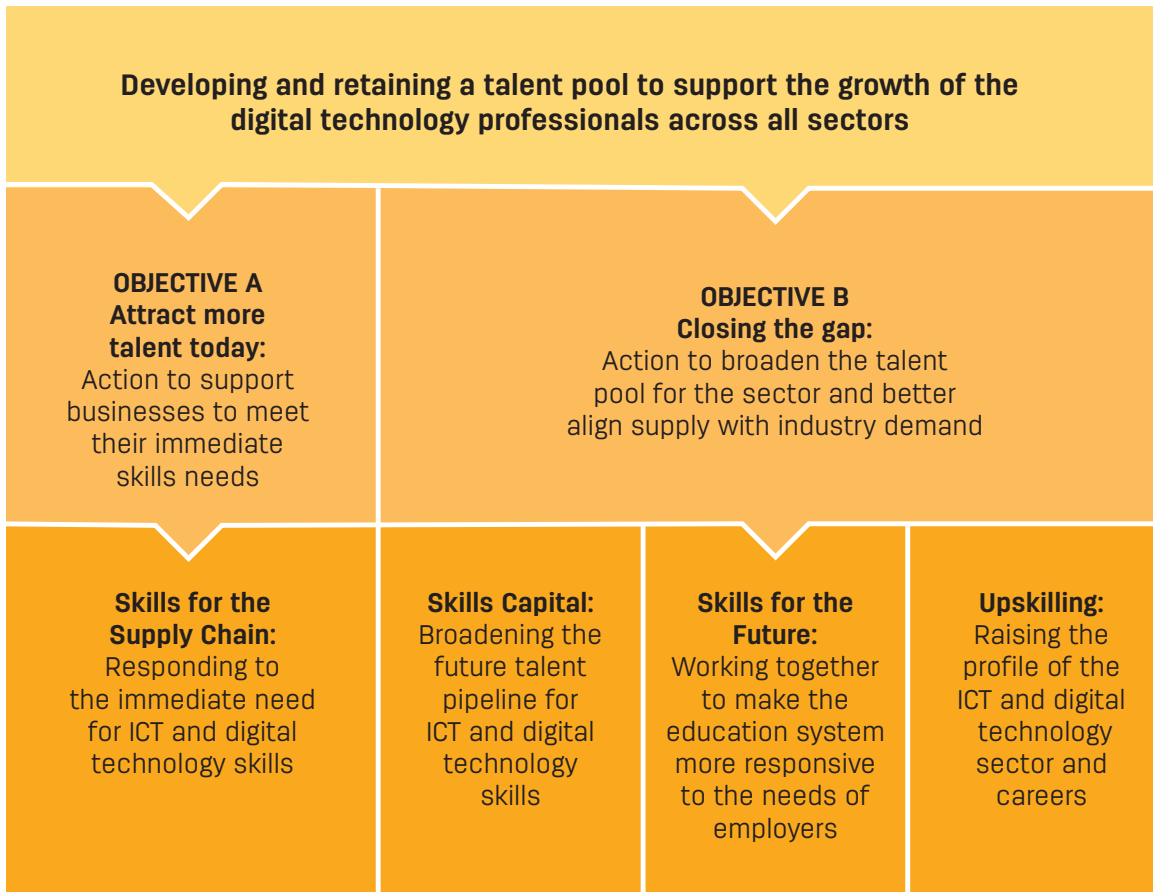 Developing and retaining a talent pool to support the growth of the
digital technology professionals across all sectors
OBJECTIVE A
Attract more
talent today:
Action to support
businesses to meet
their immediate
skills needs
OBJECTIVE B
Closing the gap:
Action to broaden the talent
pool for the sector and better
align supply with industry demand
Skills for the
Supply Chain:
Responding to
the immediate need
for ICT and digital
technology skills
Skills Capital:
Broadening the
future talent
pipeline for
ICT and digital
technology
skills
Skills for the
Future:
Working together
to make the
education system
more responsive
to the needs of
employers
Upskilling:
Raising the
profile of the
ICT and digital
technology
sector and
careers